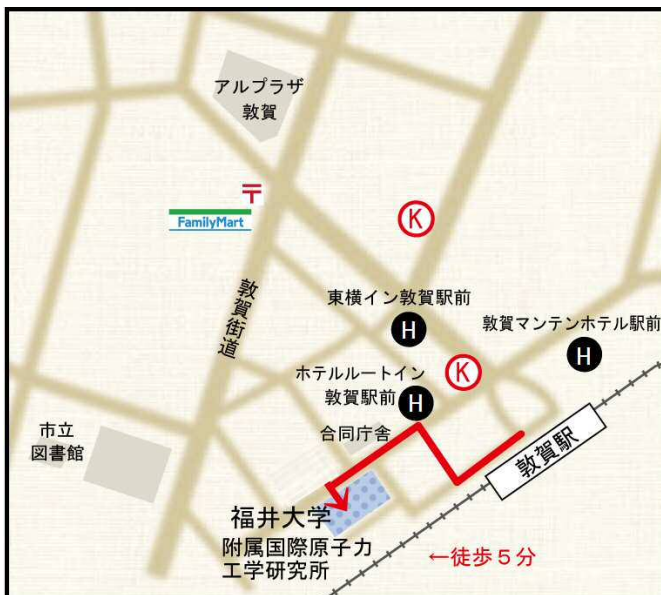 アルプラザ
敦賀
〒
FamilyMart
K
敦賀街道
東横イン敦賀駅前
H
敦賀マンテンホテル駅前
H
K
ホテルルートイン
敦賀駅前
H
合同庁舎
市立
図書館
敦賀駅
福井大学
附属国際原子力
工学研究所
←徒歩５分